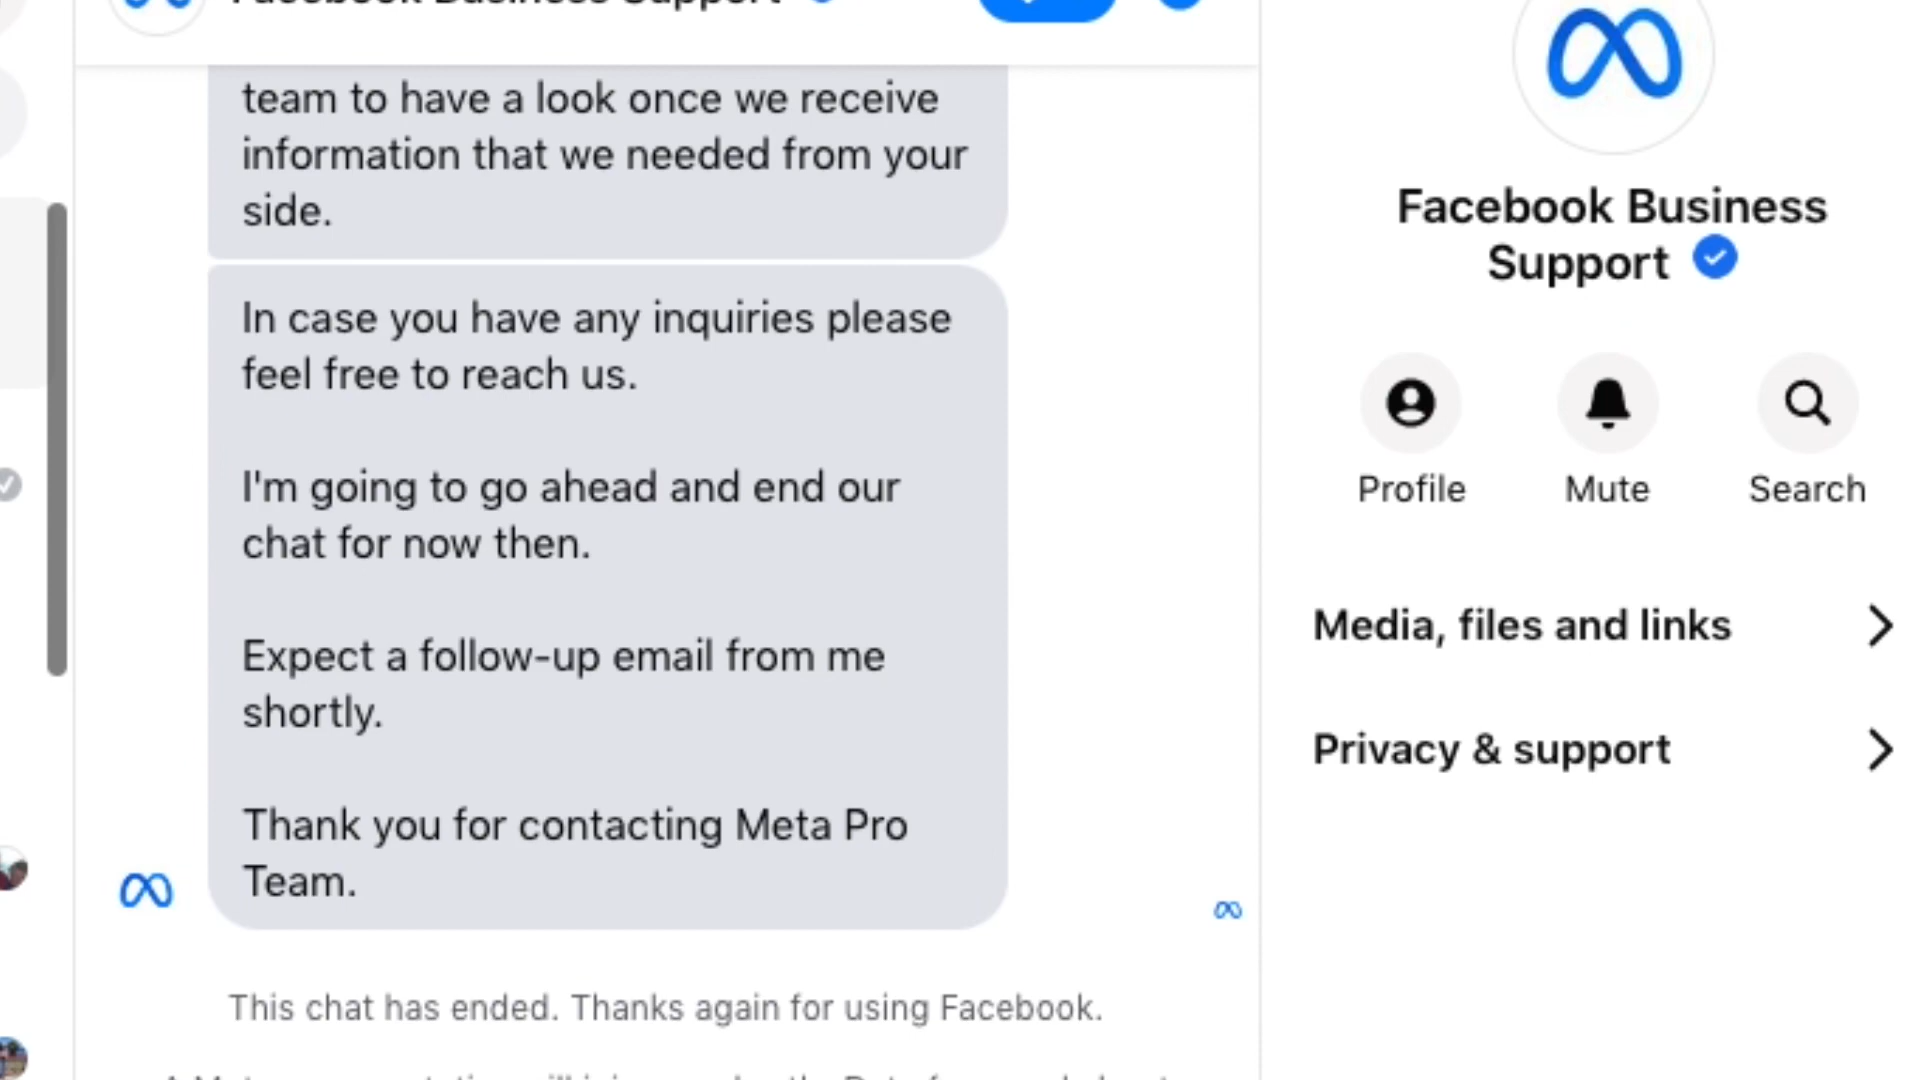 Facebook Business Support
team to have a look once we receive
information that we needed from your
side.
In case you have any inquiries please
feel free to reach us.
I'm going to go ahead and end our
chat for now then.
Expect a follow-up email from me
shortly.
Thank you for contacting Meta Pro
Team.
This chat has ended. Thanks again for using Facebook.
Facebook Business
Support
Profile
Mute
Search
Media, files and links
Privacy & support